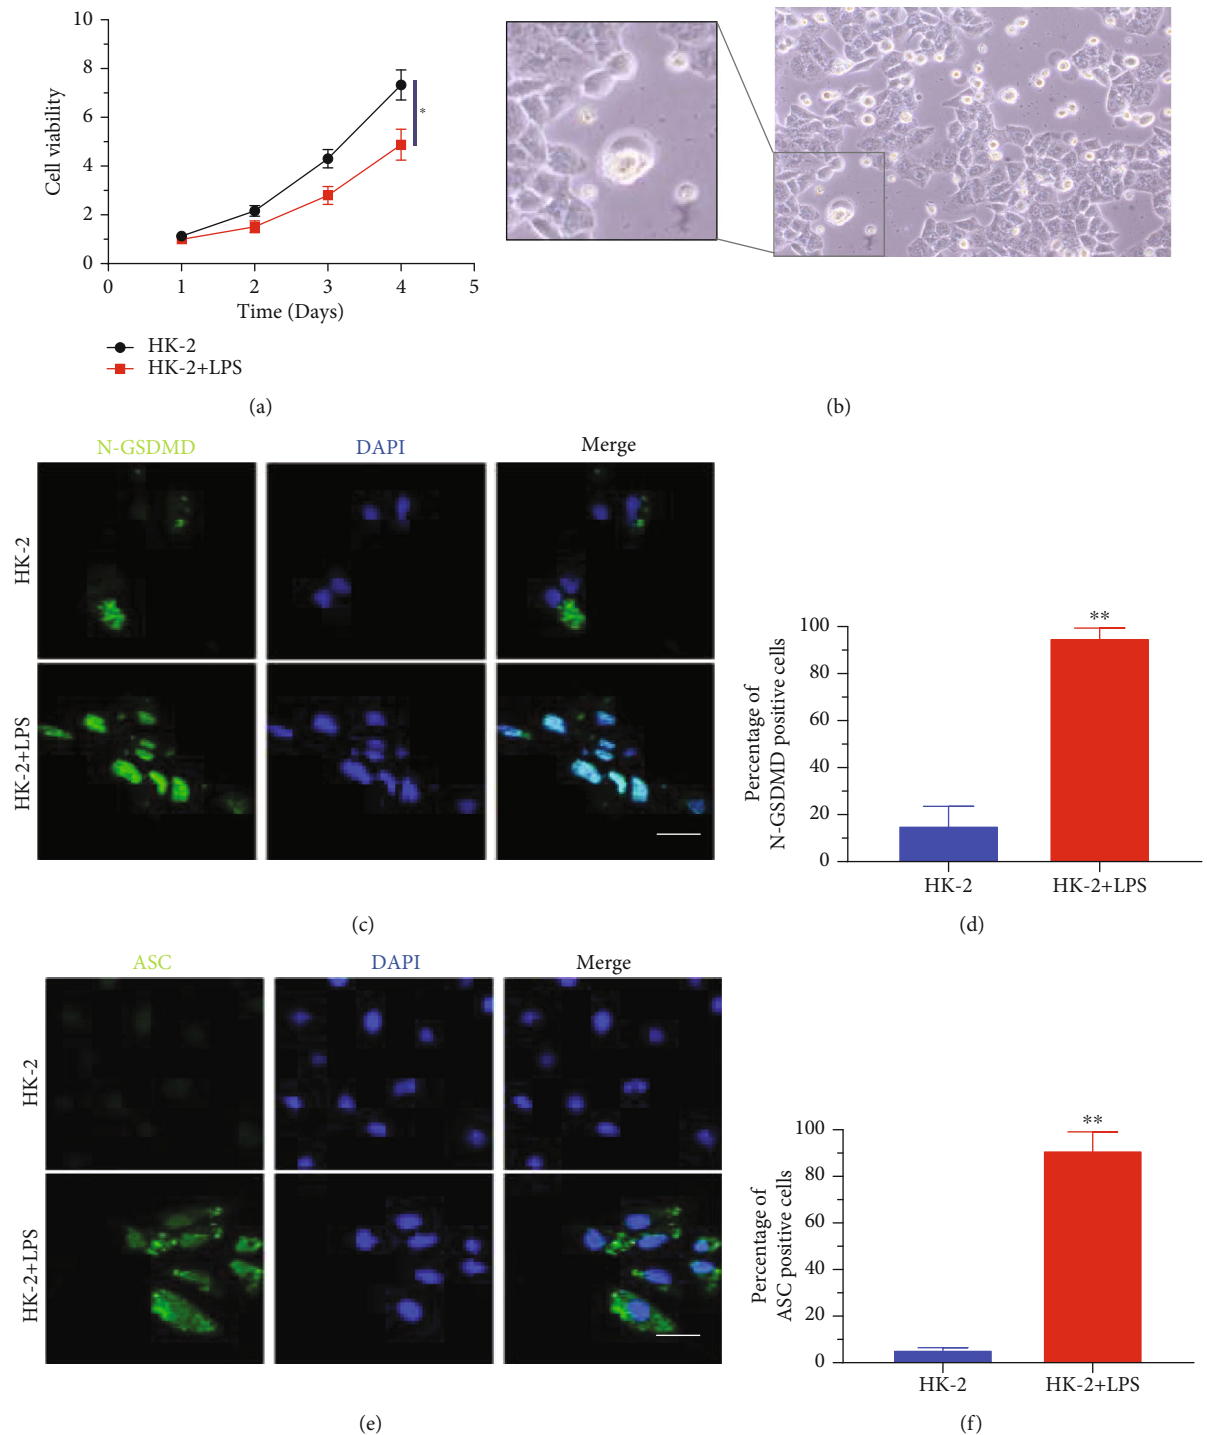 10
8
6
4
2
0
Cell viability
*
0 1 2 3 4 5
Time (Days)
HK-2
HK-2+LPS
(a)
(b)
N-GSDMD DAPI Merge
HK-2
HK-2+LPS
(c)
100
80
60
40
20
0
Percentage of
N-GSDMD positive cells
**
HK-2 HK-2+LPS
(d)
ASC DAPI Merge
HK-2
HK-2+LPS
(e)
100
80
60
40
20
0
Percentage of
ASC positive cells
**
HK-2 HK-2+LPS
(f)